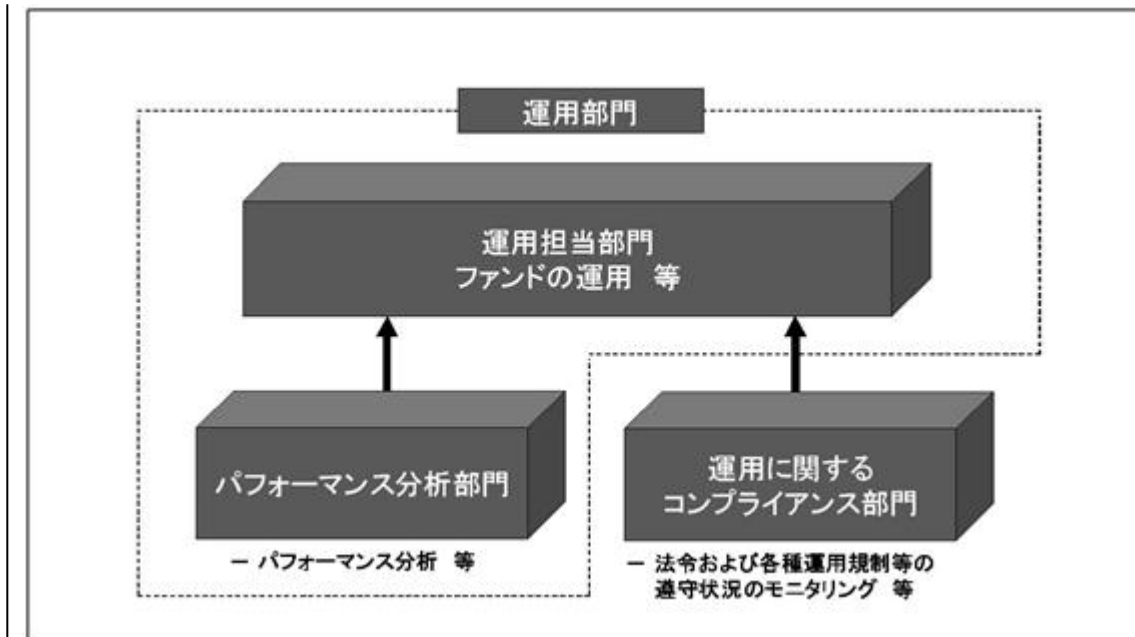 運用部門
運用担当部門
ファンドの運用　等
パフォーマンス分析部門
－ パフォーマンス分析　等
運用に関する
コンプライアンス部門
－ 法令および各種運用規制等の
遵守状況のモニタリング　等